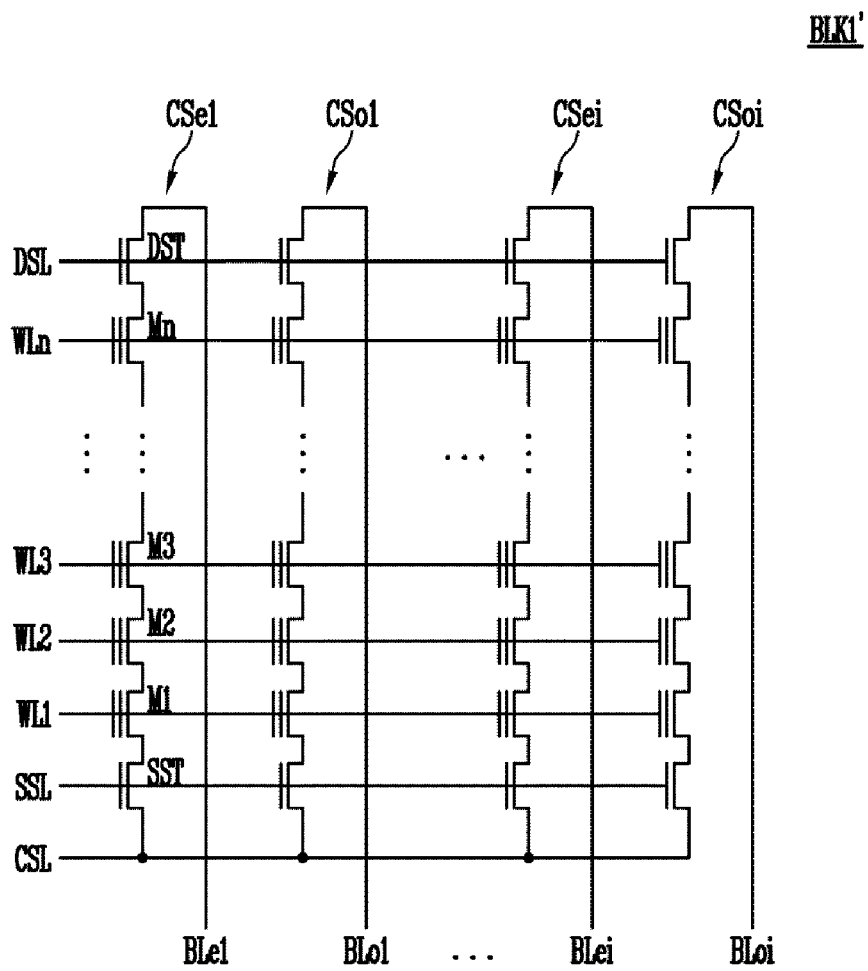 BLK1'
CSe1 CSo1 CSei CSoi
DSL DST
WLn Mn
...
WL3 M3
WL2 M2
WL1 M1
SSL SST
CSL
BLe1 BLo1 ... BLei BLoi